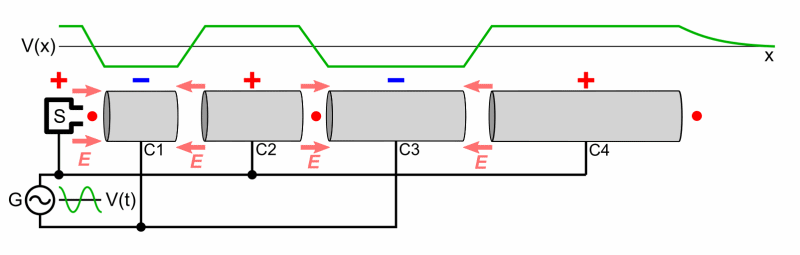 V(x)
x
+ − + − +
S
E E E E
C1 C2 C3 C4
G V(t)